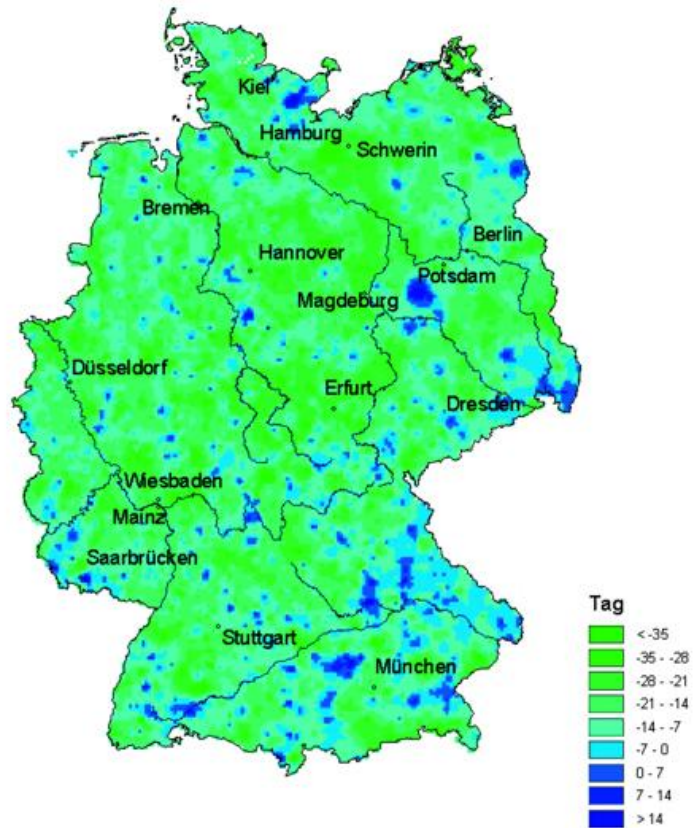 Kiel
Hamburg
Schwerin
Bremen
Berlin
Hannover
Potsdam
Magdeburg
Düsseldorf
Erfurt
Dresden
Wiesbaden
Mainz
Saarbrücken
Stuttgart
München
Tag
< -35
-35 - -28
-28 - -21
-21 - -14
-14 - -7
-7 - 0
0 - 7
7 - 14
> 14